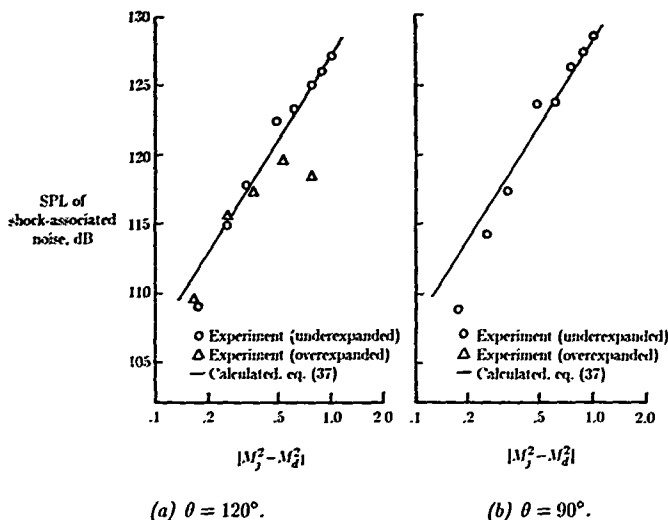 130
125
120
SPL of
shock-associated
noise, dB
115
110
105
○ Experiment (underexpanded)
△ Experiment (overexpanded)
— Calculated, eq. (37)
.1 .2 .5 1.0 2 0
|M_j^2 − M_d^2|
(a) θ = 120°.
○ Experiment (underexpanded)
△ Experiment (overexpanded)
— Calculated. eq. (37)
.1 .2 .5 1.0 2.0
|M_j^2 − M_d^2|
(b) θ = 90°.